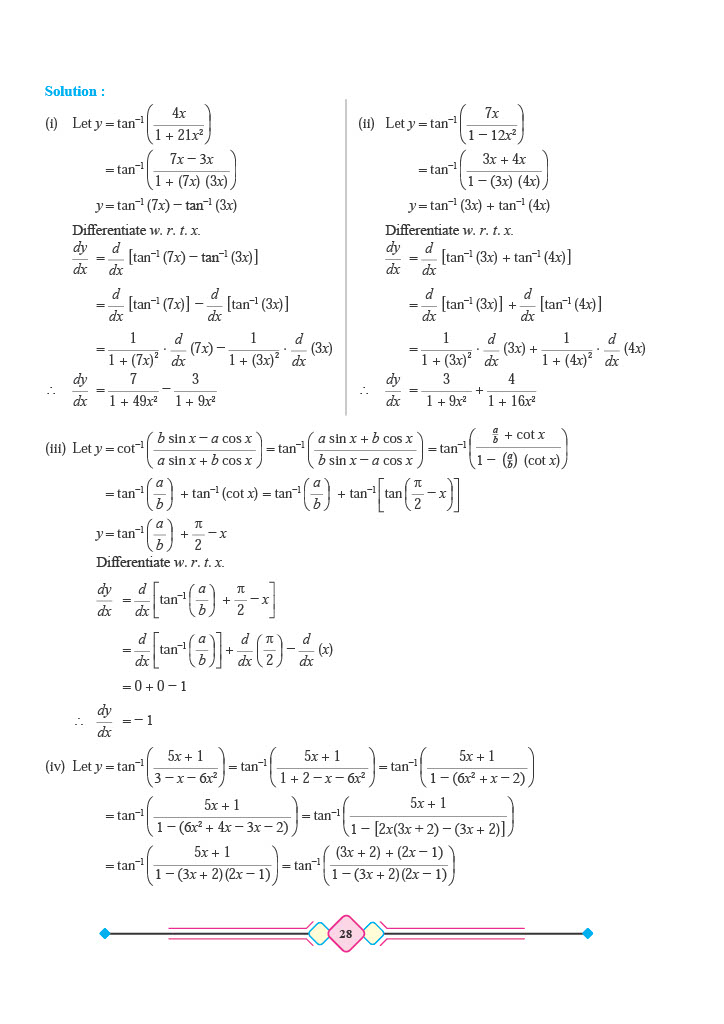 Solution :
(i) Let y = tan⁻¹(4x / 1 + 21x²)
= tan⁻¹(7x − 3x / 1 + (7x) (3x))
y = tan⁻¹ (7x) − tan⁻¹ (3x)
Differentiate w. r. t. x.
dy/dx = d/dx [tan⁻¹ (7x) − tan⁻¹ (3x)]
= d/dx [tan⁻¹ (7x)] − d/dx [tan⁻¹ (3x)]
= 1 / 1 + (7x)² · d/dx (7x) − 1 / 1 + (3x)² · d/dx (3x)
∴ dy/dx = 7 / 1 + 49x² − 3 / 1 + 9x²
(ii) Let y = tan⁻¹(7x / 1 − 12x²)
= tan⁻¹(3x + 4x / 1 − (3x) (4x))
y = tan⁻¹ (3x) + tan⁻¹ (4x)
Differentiate w. r. t. x.
dy/dx = d/dx [tan⁻¹ (3x) + tan⁻¹ (4x)]
= d/dx [tan⁻¹ (3x)] + d/dx [tan⁻¹ (4x)]
= 1 / 1 + (3x)² · d/dx (3x) + 1 / 1 + (4x)² · d/dx (4x)
∴ dy/dx = 3 / 1 + 9x² + 4 / 1 + 16x²
(iii) Let y = cot⁻¹(b sin x − a cos x / a sin x + b cos x) = tan⁻¹(a sin x + b cos x / b sin x − a cos x) = tan⁻¹(a/b + cot x / 1 − (a/b) (cot x))
= tan⁻¹(a/b) + tan⁻¹ (cot x) = tan⁻¹(a/b) + tan⁻¹[tan(π/2 − x)]
y = tan⁻¹(a/b) + π/2 − x
Differentiate w. r. t. x.
dy/dx = d/dx[tan⁻¹(a/b) + π/2 − x]
= d/dx[tan⁻¹(a/b)] + d/dx(π/2) − d/dx (x)
= 0 + 0 − 1
∴ dy/dx = − 1
(iv) Let y = tan⁻¹(5x + 1 / 3 − x − 6x²) = tan⁻¹(5x + 1 / 1 + 2 − x − 6x²) = tan⁻¹(5x + 1 / 1 − (6x² + x − 2))
= tan⁻¹(5x + 1 / 1 − (6x² + 4x − 3x − 2)) = tan⁻¹(5x + 1 / 1 − [2x(3x + 2) − (3x + 2)])
= tan⁻¹(5x + 1 / 1 − (3x + 2)(2x − 1)) = tan⁻¹((3x + 2) + (2x − 1) / 1 − (3x + 2)(2x − 1))
28